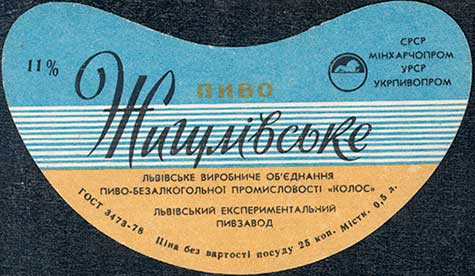 11%
ПИВО
Жигулівське
СРСР
МІНХАРЧОПРОМ
УРСР
УКРПИВОПРОМ
ЛЬВІВСЬКЕ ВИРОБНИЧЕ ОБ'ЄДНАННЯ
ПИВО-БЕЗАЛКОГОЛЬНОЇ ПРОМИСЛОВОСТІ «КОЛОС»
ЛЬВІВСЬКИЙ ЕКСПЕРИМЕНТАЛЬНИЙ
ПИВЗАВОД
ГОСТ 3473-78 Ціна без вартості посуду 25 коп. Містк. 0,5 л.